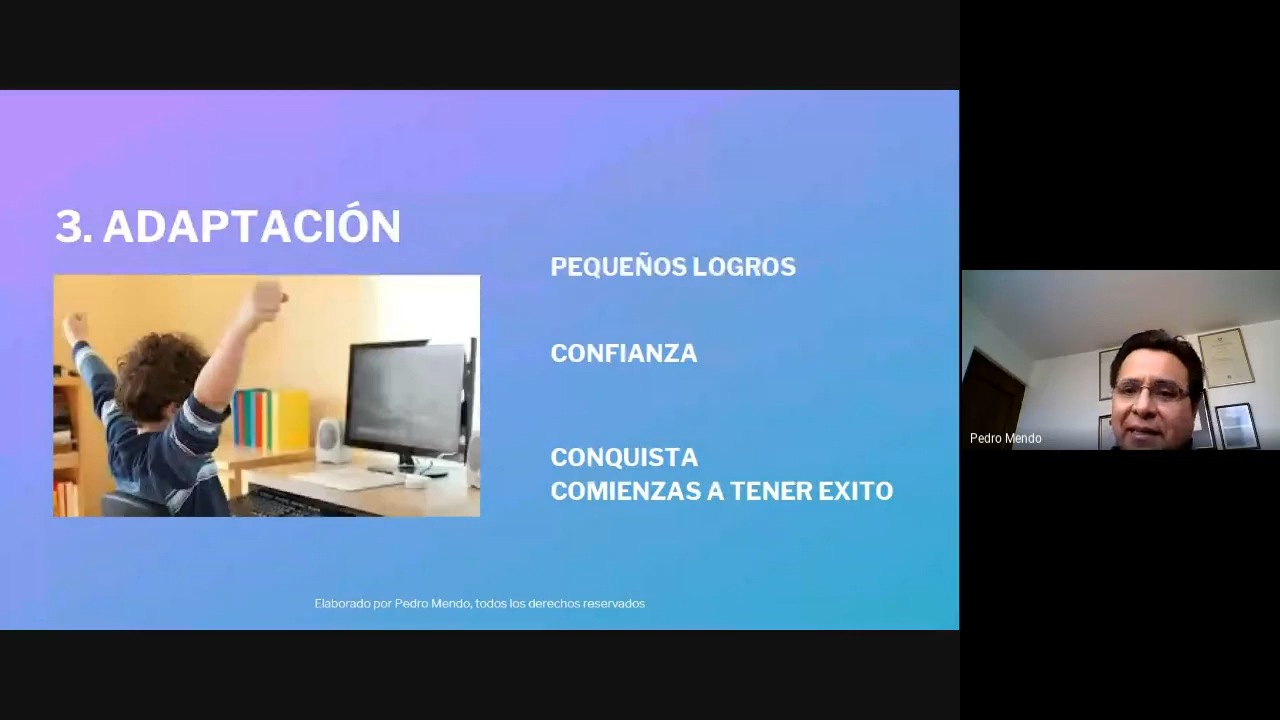 3. ADAPTACIÓN
PEQUEÑOS LOGROS
CONFIANZA
CONQUISTA
COMIENZAS A TENER EXITO
Elaborado por Pedro Mendo, todos los derechos reservados
Pedro Mendo